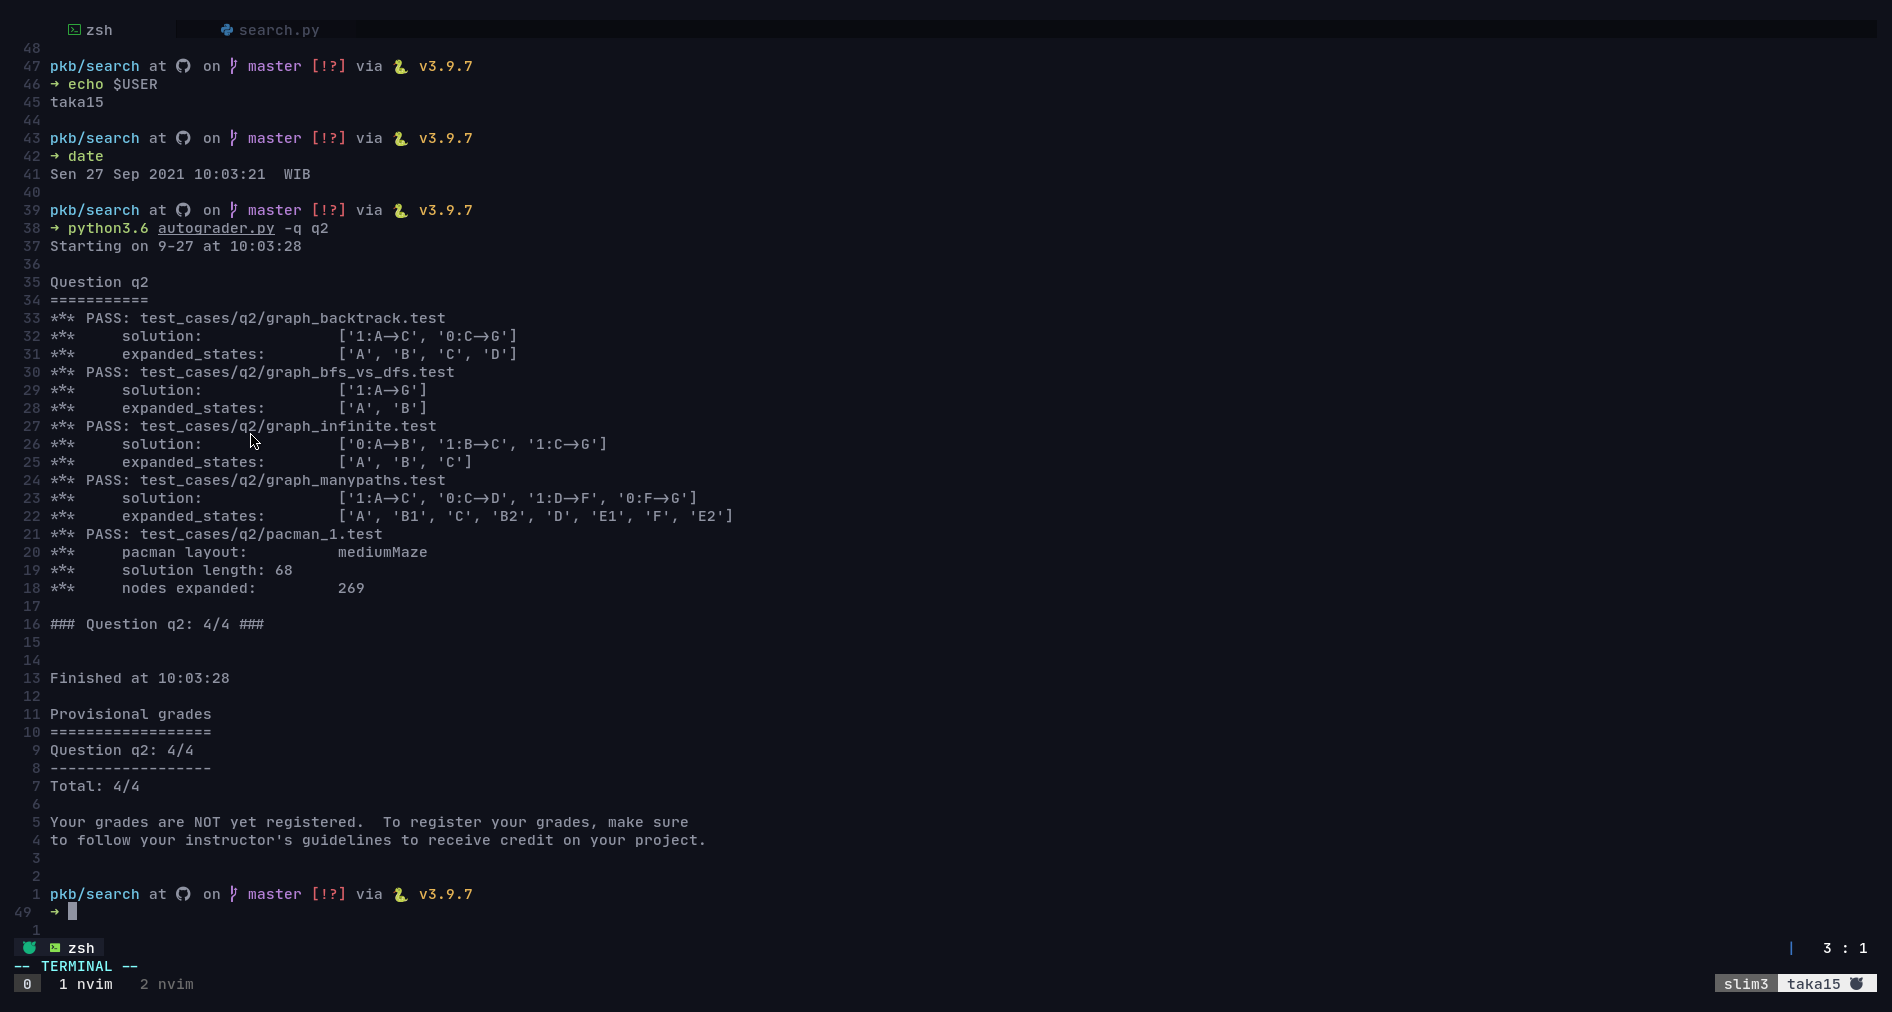 zsh search.py
48
47 pkb/search at on master [!?] via v3.9.7
46 → echo $USER
45 taka15
44
43 pkb/search at on master [!?] via v3.9.7
42 → date
41 Sen 27 Sep 2021 10:03:21  WIB
40
39 pkb/search at on master [!?] via v3.9.7
38 → python3.6 autograder.py -q q2
37 Starting on 9-27 at 10:03:28
36
35 Question q2
34 ===========
33 *** PASS: test_cases/q2/graph_backtrack.test
32 ***     solution:               ['1:A->C', '0:C->G']
31 ***     expanded_states:        ['A', 'B', 'C', 'D']
30 *** PASS: test_cases/q2/graph_bfs_vs_dfs.test
29 ***     solution:               ['1:A->G']
28 ***     expanded_states:        ['A', 'B']
27 *** PASS: test_cases/q2/graph_infinite.test
26 ***     solution:               ['0:A->B', '1:B->C', '1:C->G']
25 ***     expanded_states:        ['A', 'B', 'C']
24 *** PASS: test_cases/q2/graph_manypaths.test
23 ***     solution:               ['1:A->C', '0:C->D', '1:D->F', '0:F->G']
22 ***     expanded_states:        ['A', 'B1', 'C', 'B2', 'D', 'E1', 'F', 'E2']
21 *** PASS: test_cases/q2/pacman_1.test
20 ***     pacman layout:          mediumMaze
19 ***     solution length: 68
18 ***     nodes expanded:         269
17
16 ### Question q2: 4/4 ###
15
14
13 Finished at 10:03:28
12
11 Provisional grades
10 ==================
9 Question q2: 4/4
8 ------------------
7 Total: 4/4
6
5 Your grades are NOT yet registered.  To register your grades, make sure
4 to follow your instructor's guidelines to receive credit on your project.
3
2
1 pkb/search at on master [!?] via v3.9.7
49 →
1
zsh | 3 : 1
-- TERMINAL --
0 1 nvim 2 nvim slim3 taka15